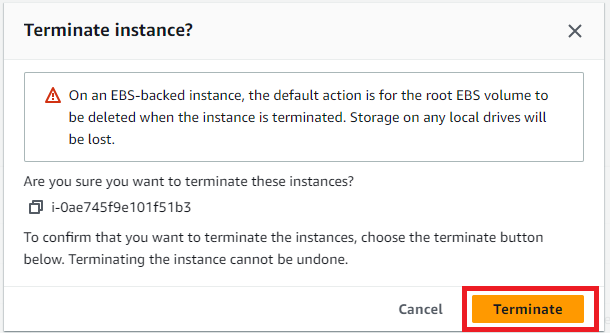 Terminate instance?
On an EBS-backed instance, the default action is for the root EBS volume to
be deleted when the instance is terminated. Storage on any local drives will
be lost.
Are you sure you want to terminate these instances?
i-0ae745f9e101f51b3
To confirm that you want to terminate the instances, choose the terminate button
below. Terminating the instance cannot be undone.
Cancel Terminate